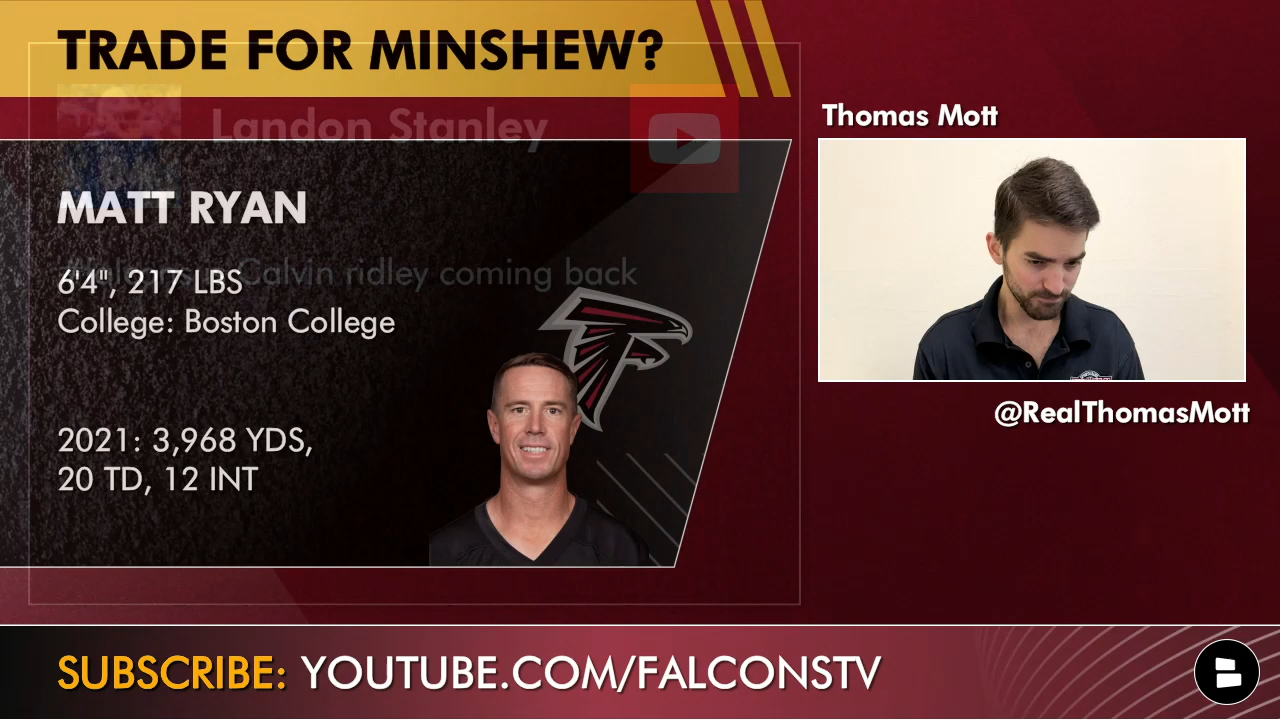 TRADE FOR MINSHEW?
Landon Stanley
Thomas Mott
MATT RYAN
Calvin ridley coming back
6'4", 217 LBS
College: Boston College
@RealThomasMott
2021: 3,968 YDS,
20 TD, 12 INT
SUBSCRIBE: YOUTUBE.COM/FALCONSTV